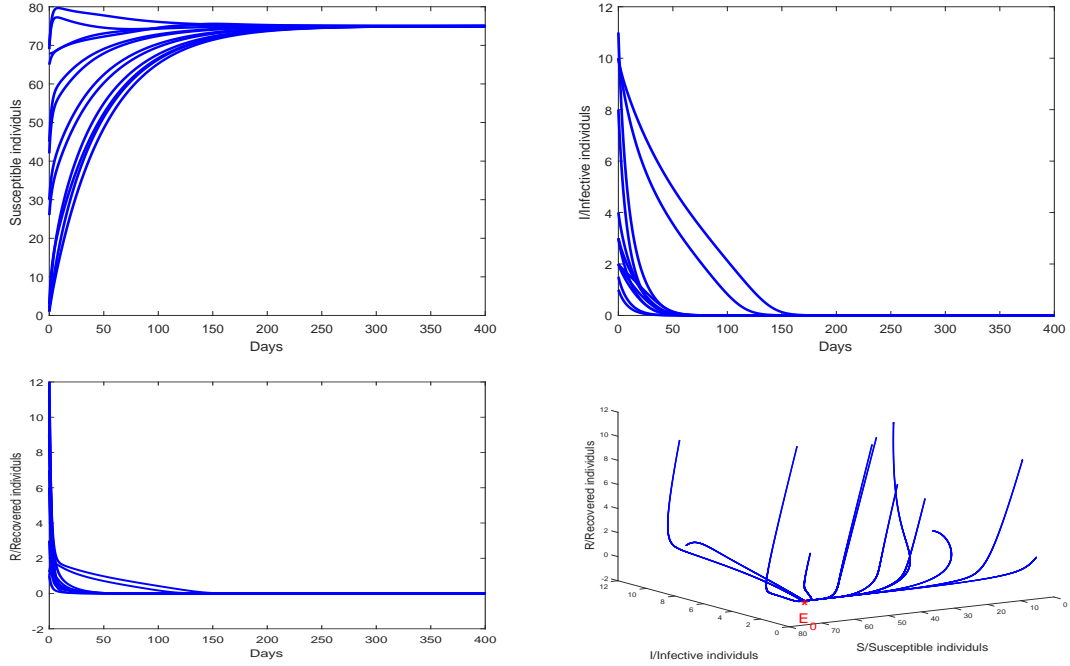 80
70
60
50
40
30
20
10
0
Susceptible individuls
0 50 100 150 200 250 300 350 400
Days
12
10
8
6
4
2
0
I/Infective individuls
0 50 100 150 200 250 300 350 400
Days
12
10
8
6
4
2
0
-2
R/Recovered individuls
0 50 100 150 200 250 300 350 400
Days
12
10
8
6
4
2
0
-2
R/Recovered individuls
12 10 8 6 4 2 0
I/Infective individuls
80 70 60 50 40 30 20 10 0
S/Susceptible individuls
E0